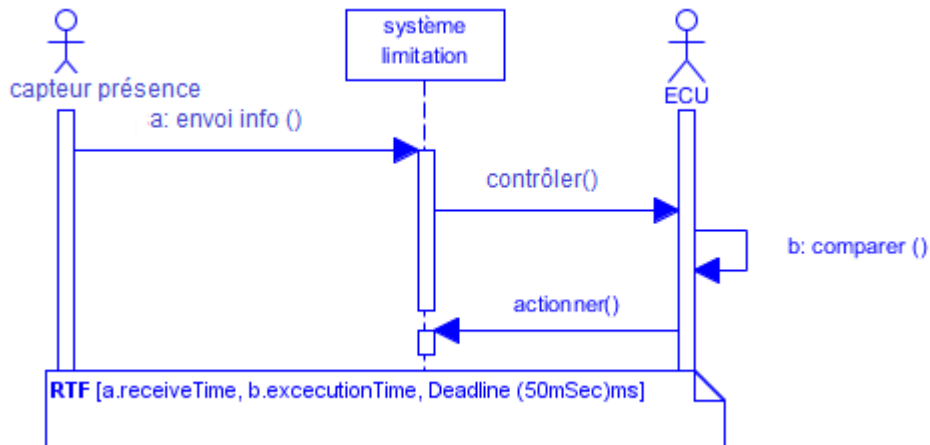 système
limitation
capteur présence
ECU
a: envoi info ()
contrôler()
b: comparer ()
actionner()
RTF [a.receiveTime, b.excecutionTime, Deadline (50mSec)ms]